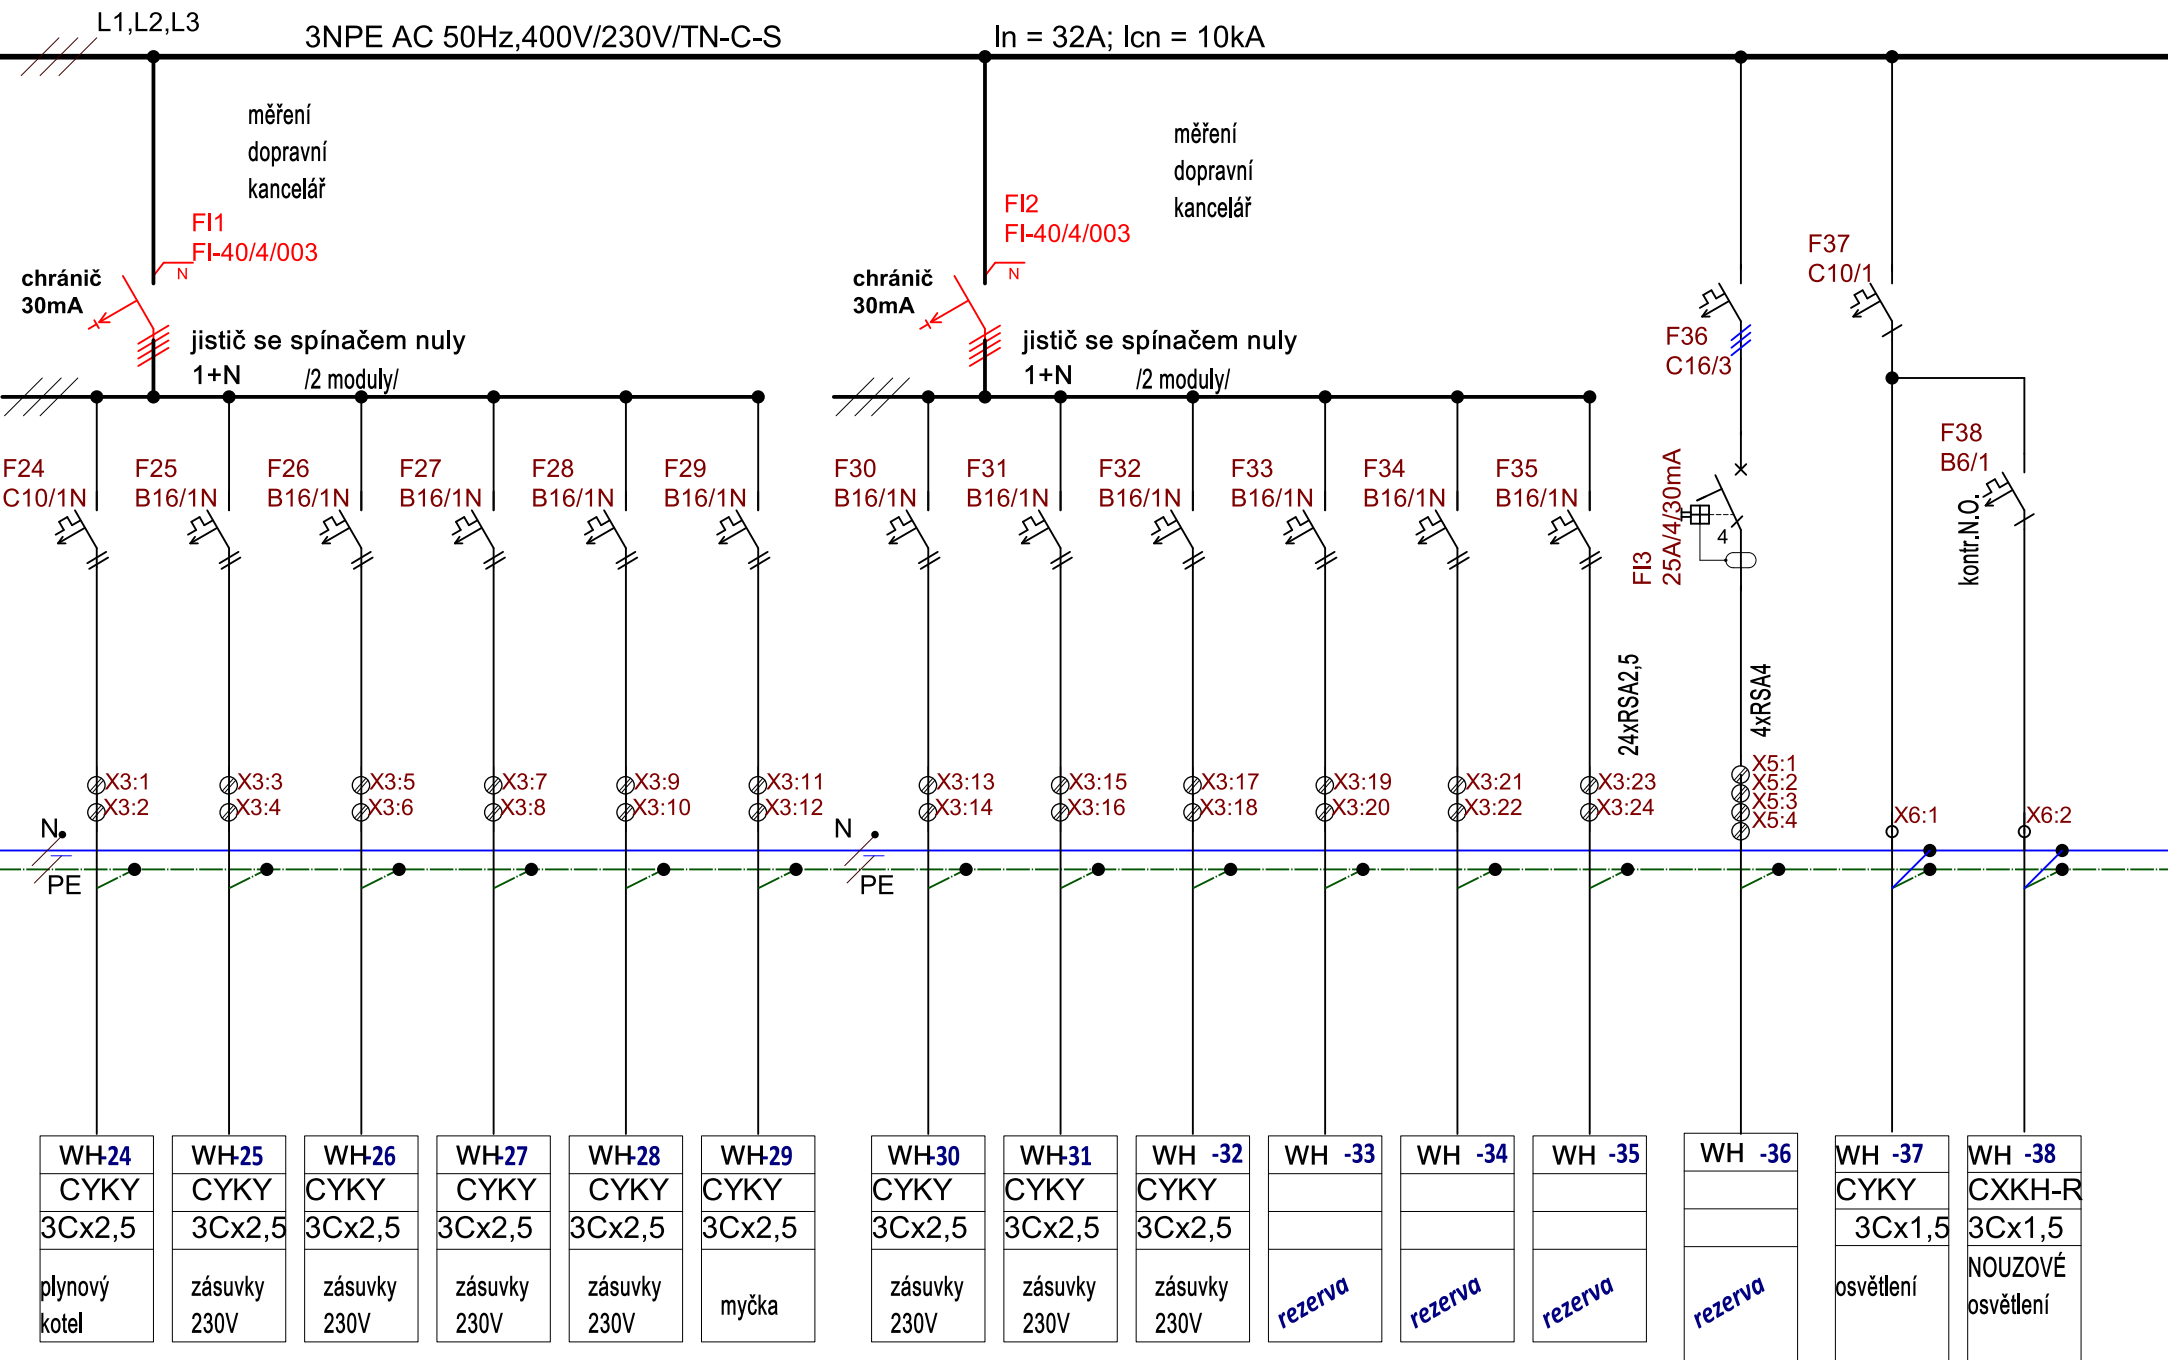 L1,L2,L3
3NPE AC 50Hz,400V/230V/TN-C-S
In = 32A; Icn = 10kA
měření
dopravní
kancelář
měření
dopravní
kancelář
FI1
FI-40/4/003
N
chránič
30mA
jistič se spínačem nuly
1+N
/2 moduly/
FI2
FI-40/4/003
N
chránič
30mA
jistič se spínačem nuly
1+N
/2 moduly/
F36
C16/3
F37
C10/1
F38
B6/1
kontr.N.O.
F24
C10/1N
F25
B16/1N
F26
B16/1N
F27
B16/1N
F28
B16/1N
F29
B16/1N
F30
B16/1N
F31
B16/1N
F32
B16/1N
F33
B16/1N
F34
B16/1N
F35
B16/1N
FI3
25A/4/30mA
4
24xRSA2,5
4xRSA4
X3:1
X3:2
X3:3
X3:4
X3:5
X3:6
X3:7
X3:8
X3:9
X3:10
X3:11
X3:12
X3:13
X3:14
X3:15
X3:16
X3:17
X3:18
X3:19
X3:20
X3:21
X3:22
X3:23
X3:24
X5:1
X5:2
X5:3
X5:4
X6:1
X6:2
N
PE
N
PE
WH-24
CYKY
3Cx2,5
plynový
kotel
WH-25
CYKY
3Cx2,5
zásuvky
230V
WH-26
CYKY
3Cx2,5
zásuvky
230V
WH-27
CYKY
3Cx2,5
zásuvky
230V
WH-28
CYKY
3Cx2,5
zásuvky
230V
WH-29
CYKY
3Cx2,5
myčka
WH-30
CYKY
3Cx2,5
zásuvky
230V
WH-31
CYKY
3Cx2,5
zásuvky
230V
WH -32
CYKY
3Cx2,5
zásuvky
230V
WH -33
rezerva
WH -34
rezerva
WH -35
rezerva
WH -36
rezerva
WH -37
CYKY
3Cx1,5
osvětlení
WH -38
CXKH-R
3Cx1,5
NOUZOVÉ
osvětlení